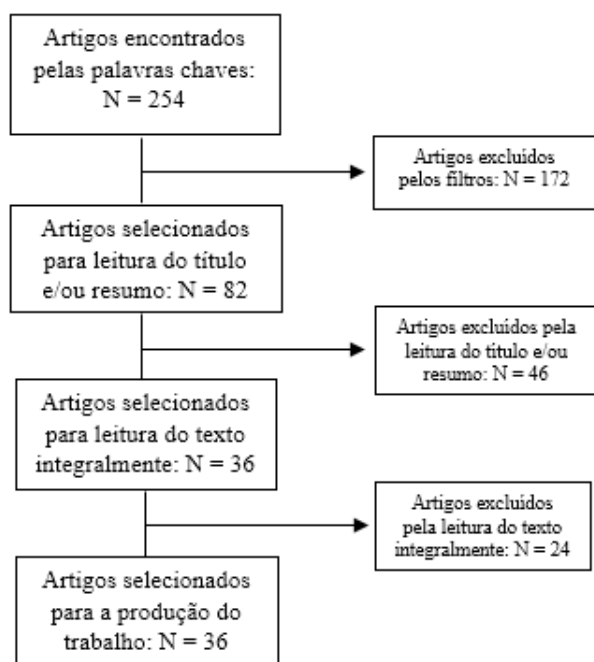 Artigos encontrados
pelas palavras chaves:
N = 254
Artigos excluídos
pelos filtros: N = 172
Artigos selecionados
para leitura do título
e/ou resumo: N = 82
Artigos excluídos pela
leitura do título e/ou
resumo: N = 46
Artigos selecionados
para leitura do texto
integralmente: N = 36
Artigos excluídos
pela leitura do texto
integralmente: N = 24
Artigos selecionados
para a produção do
trabalho: N = 36